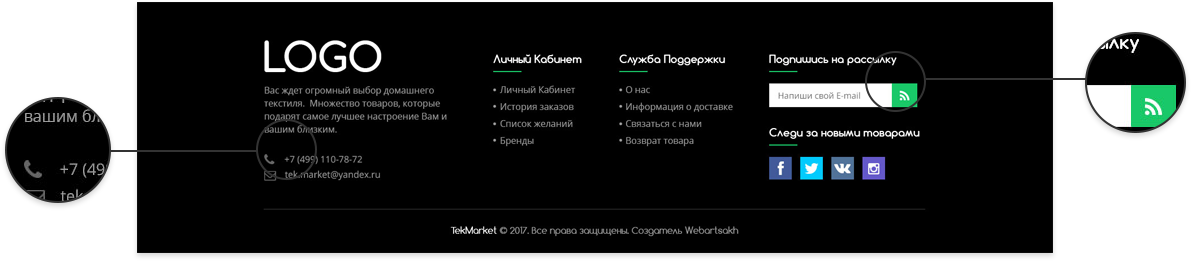 LOGO
Вас ждет огромный выбор домашнего
текстиля. Множество товаров, которые
подарят самое лучшее настроение Вам и
вашим близким.
+7 (499) 110-78-72
tek.market@yandex.ru
Личный Кабинет
Личный Кабинет
История заказов
Список желаний
Бренды
Служба Поддержки
О нас
Информация о доставке
Связаться с нами
Возврат товара
Подпишись на рассылку
Напиши свой E-mail
Следи за новыми товарами
TekMarket © 2017. Все права защищены. Создатель Webartsakh
вашим бл
+7 (49
tek
ылку